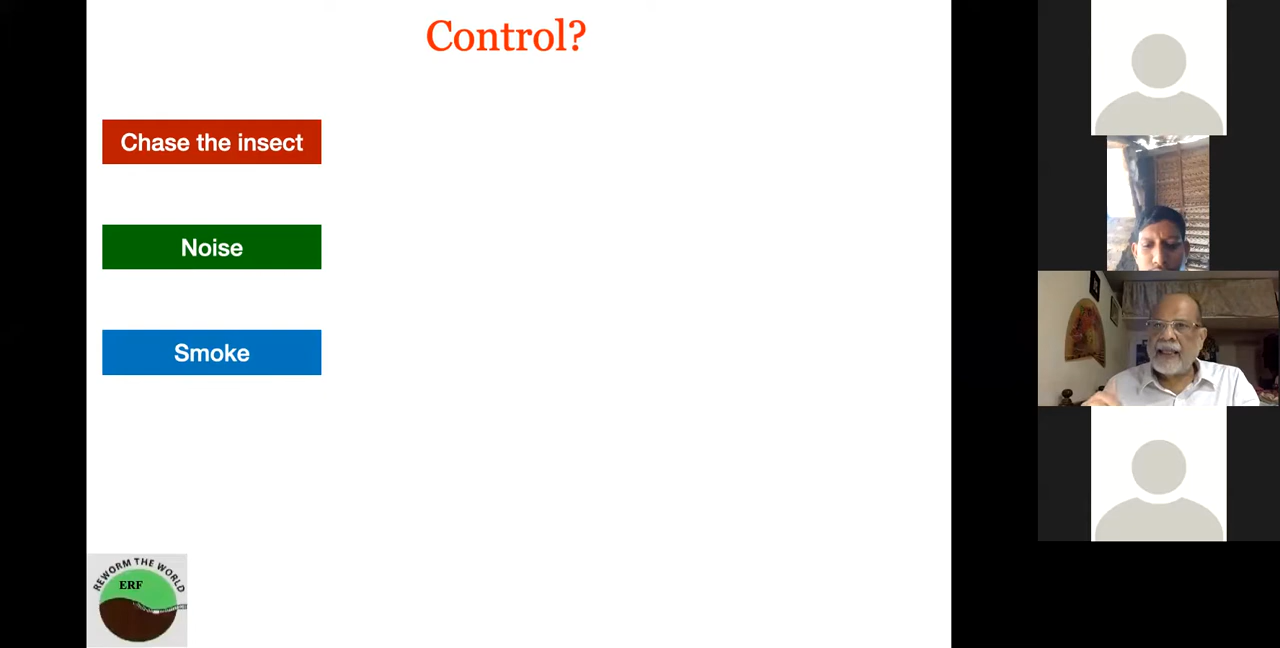 Control?
Chase the insect
Noise
Smoke
REWORM THE WORLD
ERF